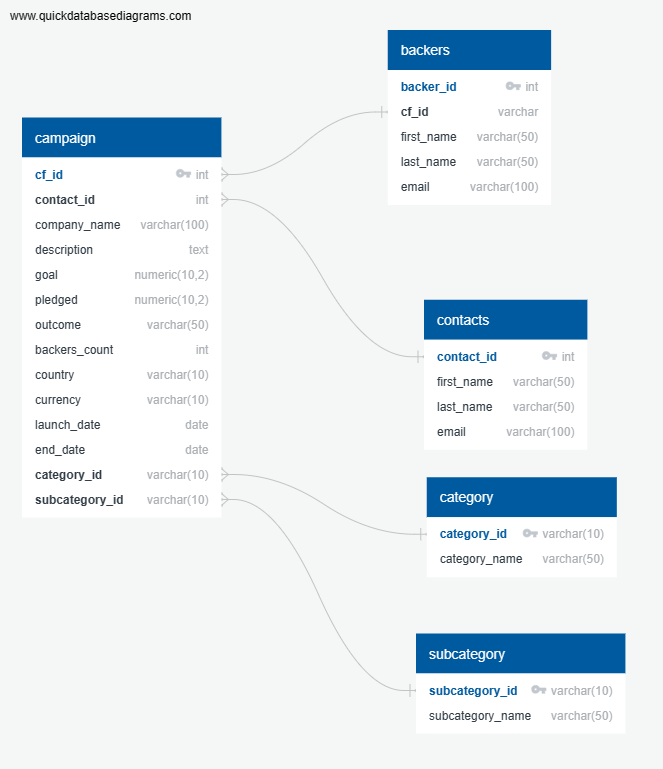 www.quickdatabasediagrams.com
backers
backer_id int
cf_id varchar
first_name varchar(50)
last_name varchar(50)
email varchar(100)
campaign
cf_id int
contact_id int
company_name varchar(100)
description text
goal numeric(10,2)
pledged numeric(10,2)
outcome varchar(50)
backers_count int
country varchar(10)
currency varchar(10)
launch_date date
end_date date
category_id varchar(10)
subcategory_id varchar(10)
contacts
contact_id int
first_name varchar(50)
last_name varchar(50)
email varchar(100)
category
category_id varchar(10)
category_name varchar(50)
subcategory
subcategory_id varchar(10)
subcategory_name varchar(50)